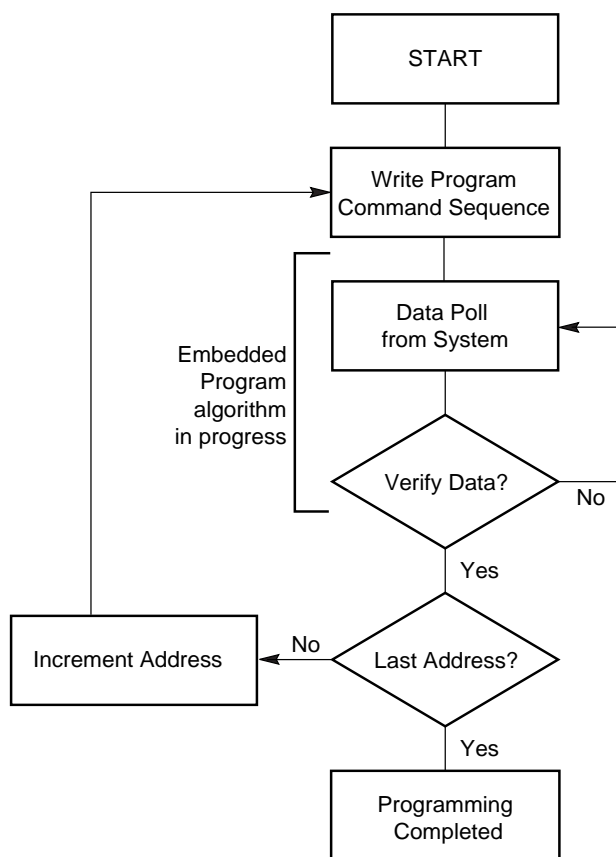 START
Write Program
Command Sequence
Data Poll
from System
Embedded
Program
algorithm
in progress
Verify Data?
No
Yes
No
Increment Address
Last Address?
Yes
Programming
Completed